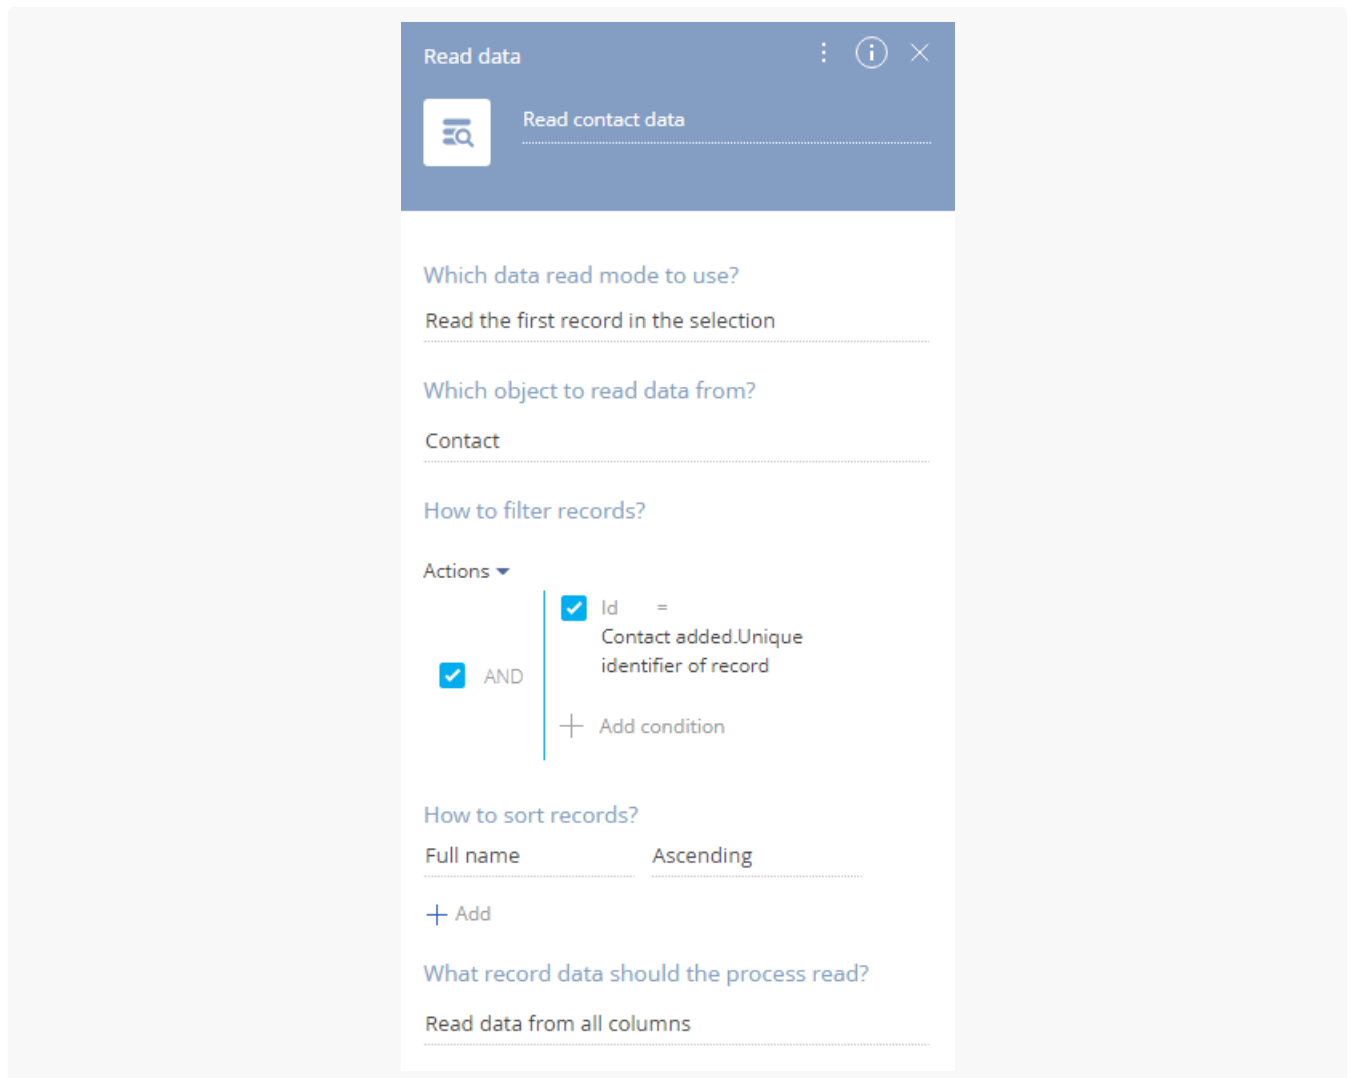 Read data
Read contact data
Which data read mode to use?
Read the first record in the selection
Which object to read data from?
Contact
How to filter records?
Actions
Id =
Contact added.Unique
identifier of record
AND
Add condition
How to sort records?
Full name Ascending
Add
What record data should the process read?
Read data from all columns